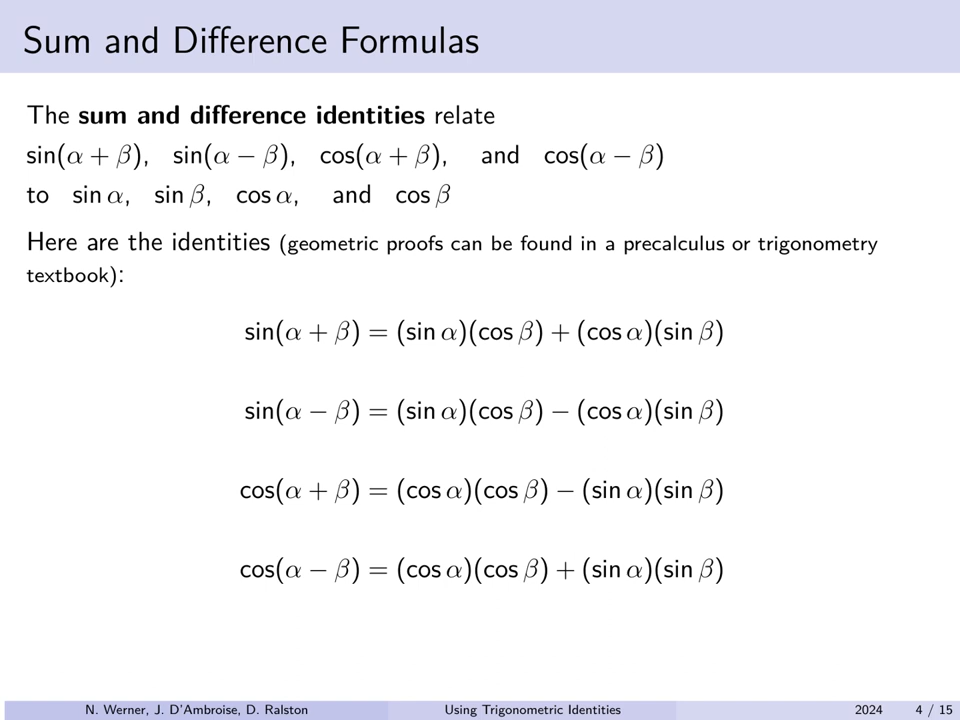 Sum and Difference Formulas
The sum and difference identities relate
sin(α + β), sin(α − β), cos(α + β), and cos(α − β)
to sin α, sin β, cos α, and cos β
Here are the identities (geometric proofs can be found in a precalculus or trigonometry
textbook):
sin(α + β) = (sin α)(cos β) + (cos α)(sin β)
sin(α − β) = (sin α)(cos β) − (cos α)(sin β)
cos(α + β) = (cos α)(cos β) − (sin α)(sin β)
cos(α − β) = (cos α)(cos β) + (sin α)(sin β)
N. Werner, J. D'Ambroise, D. Ralston Using Trigonometric Identities 2024 4 / 15